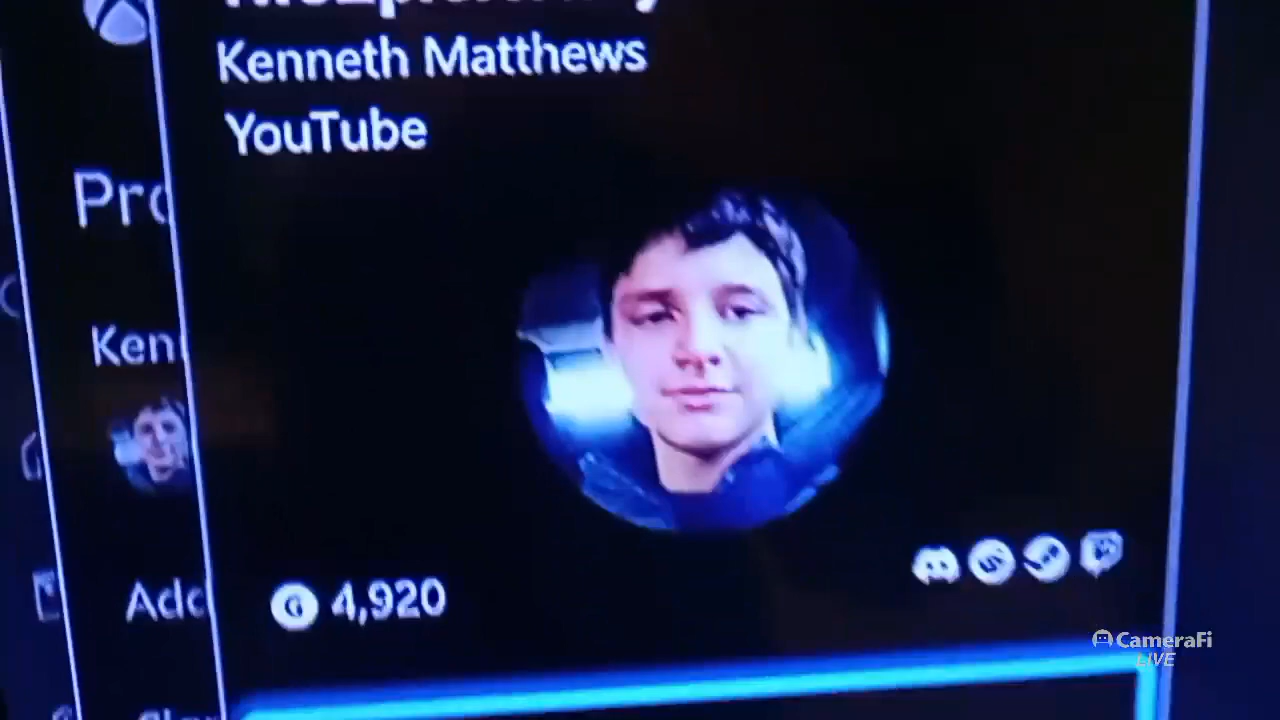 Kenneth Matthews
YouTube
Pro
Ken
Add
G 4,920
CameraFi
LIVE